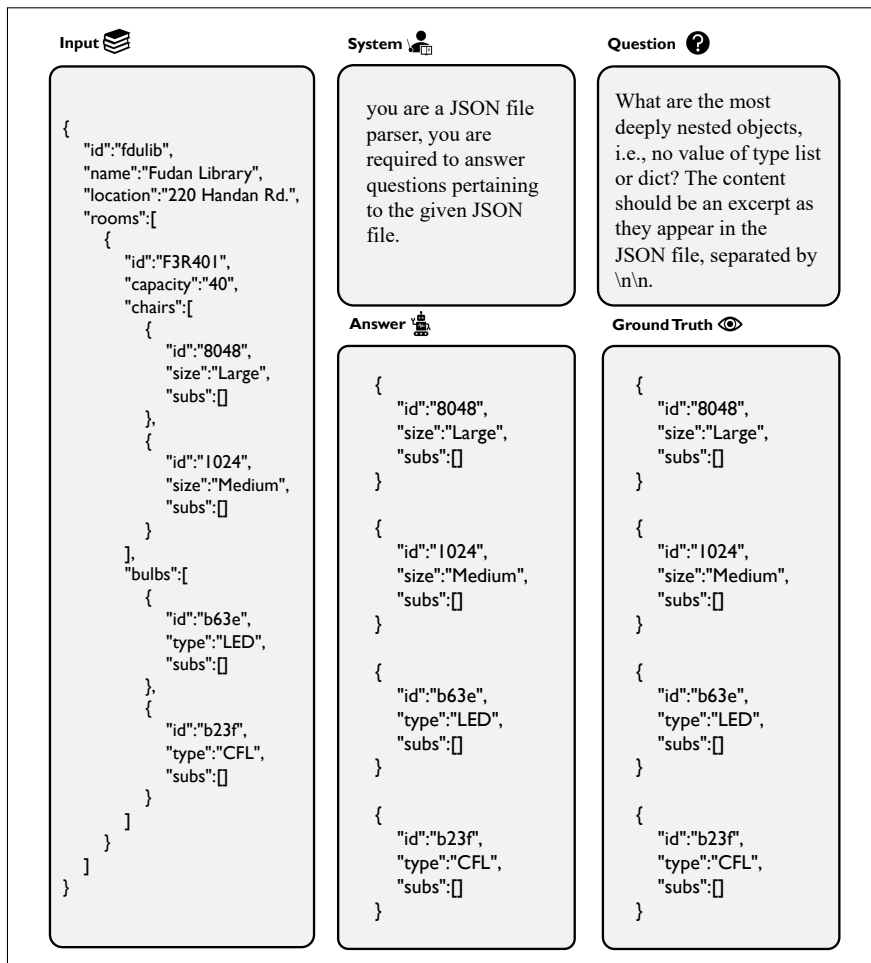 Input
{
"id":"fdulib",
"name":"Fudan Library",
"location":"220 Handan Rd.",
"rooms":[
{
"id":"F3R401",
"capacity":"40",
"chairs":[
{
"id":"8048",
"size":"Large",
"subs":[]
},
{
"id":"1024",
"size":"Medium",
"subs":[]
}
],
"bulbs":[
{
"id":"b63e",
"type":"LED",
"subs":[]
},
{
"id":"b23f",
"type":"CFL",
"subs":[]
}
]
}
]
}
System
you are a JSON file
parser, you are
required to answer
questions pertaining
to the given JSON
file.
Question
What are the most
deeply nested objects,
i.e., no value of type list
or dict? The content
should be an excerpt as
they appear in the
JSON file, separated by
\n\n.
Answer
{
"id":"8048",
"size":"Large",
"subs":[]
}
{
"id":"1024",
"size":"Medium",
"subs":[]
}
{
"id":"b63e",
"type":"LED",
"subs":[]
}
{
"id":"b23f",
"type":"CFL",
"subs":[]
}
Ground Truth
{
"id":"8048",
"size":"Large",
"subs":[]
}
{
"id":"1024",
"size":"Medium",
"subs":[]
}
{
"id":"b63e",
"type":"LED",
"subs":[]
}
{
"id":"b23f",
"type":"CFL",
"subs":[]
}